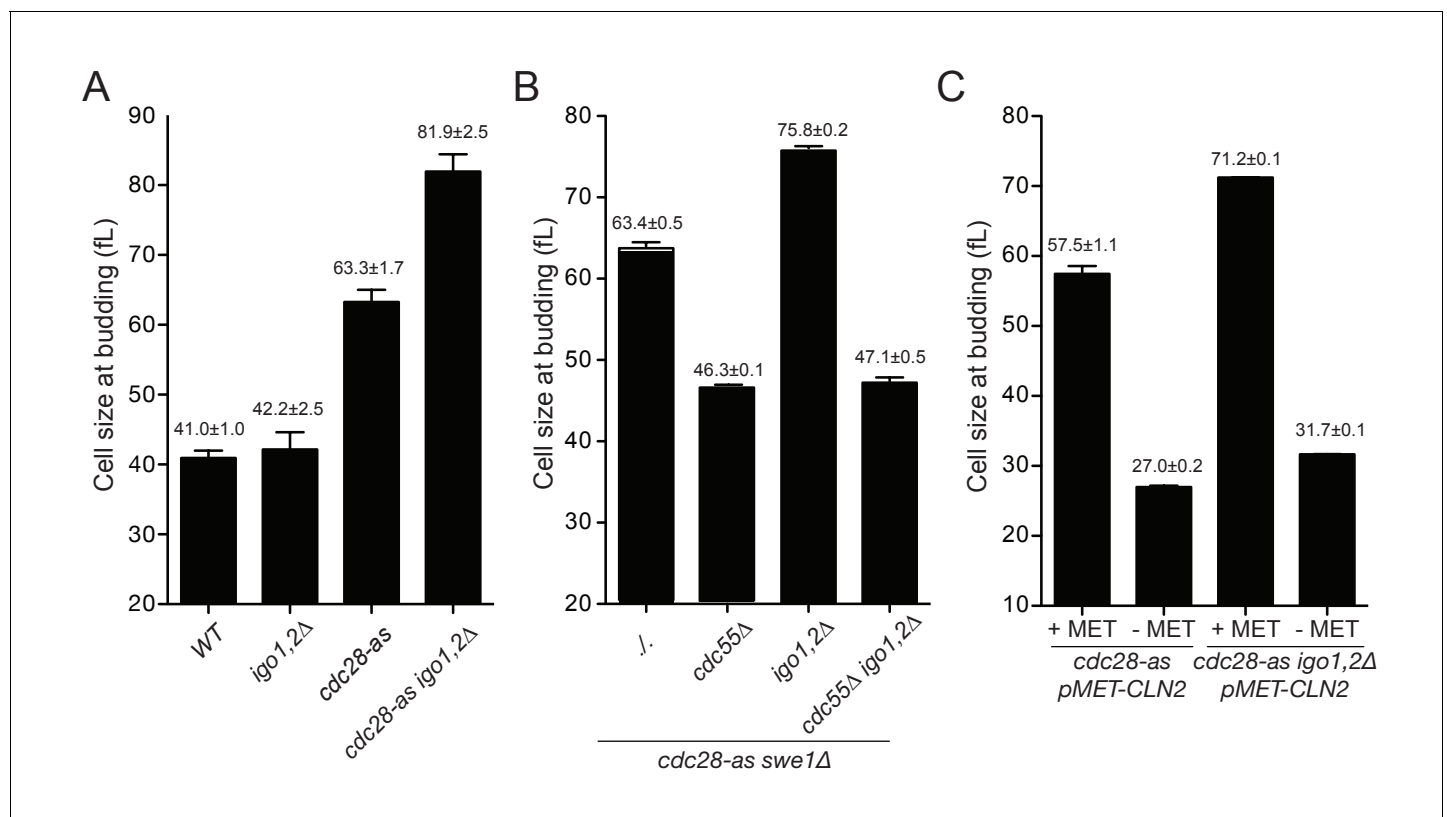 A
Cell size at budding (fL)
90
80
70
60
50
40
30
20
41.0±1.0
42.2±2.5
63.3±1.7
81.9±2.5
WT
igo1,2Δ
cdc28-as
cdc28-as igo1,2Δ
B
Cell size at budding (fL)
80
70
60
50
40
30
20
63.4±0.5
46.3±0.1
75.8±0.2
47.1±0.5
./.
cdc55Δ
igo1,2Δ
cdc55Δ igo1,2Δ
cdc28-as swe1Δ
C
Cell size at budding (fL)
80
70
60
50
40
30
20
10
57.5±1.1
27.0±0.2
71.2±0.1
31.7±0.1
+ MET - MET + MET - MET
cdc28-as cdc28-as igo1,2Δ
pMET-CLN2 pMET-CLN2